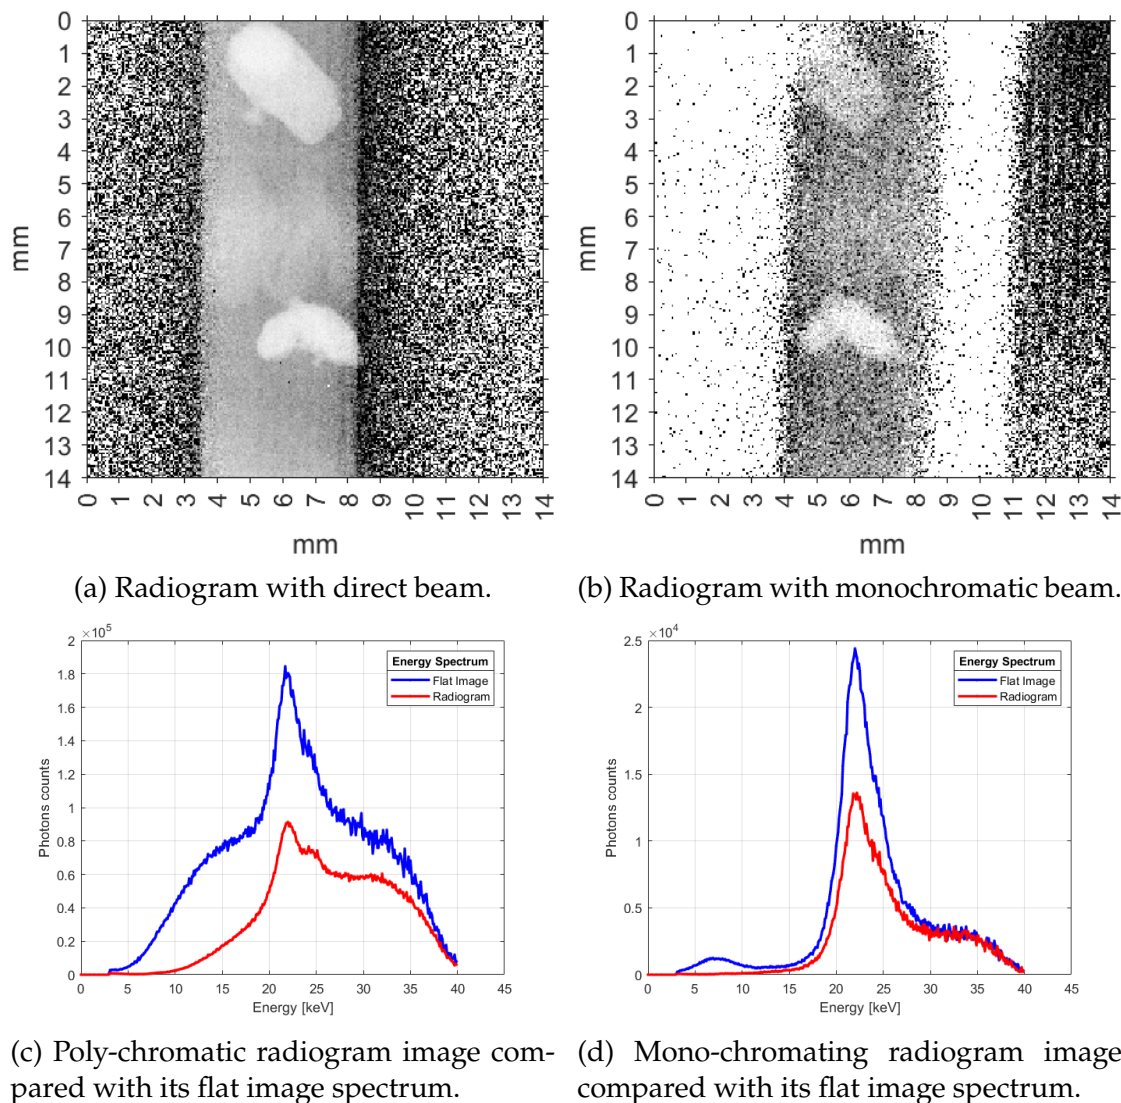 0
1
2
3
4
5
6
7
8
9
10
11
12
13
14
mm
0 1 2 3 4 5 6 7 8 9 10 11 12 13 14
mm
(a) Radiogram with direct beam.
0
1
2
3
4
5
6
7
8
9
10
11
12
13
14
mm
0 1 2 3 4 5 6 7 8 9 10 11 12 13 14
mm
(b) Radiogram with monochromatic beam.
×10^5
2
1.8
1.6
1.4
1.2
1
0.8
0.6
0.4
0.2
0
Photons counts
Energy Spectrum
Flat Image
Radiogram
0 5 10 15 20 25 30 35 40 45
Energy [keV]
(c) Poly-chromatic radiogram image com-
pared with its flat image spectrum.
×10^4
2.5
2
1.5
1
0.5
0
Photons counts
Energy Spectrum
Flat Image
Radiogram
0 5 10 15 20 25 30 35 40 45
Energy [keV]
(d) Mono-chromating radiogram image
compared with its flat image spectrum.